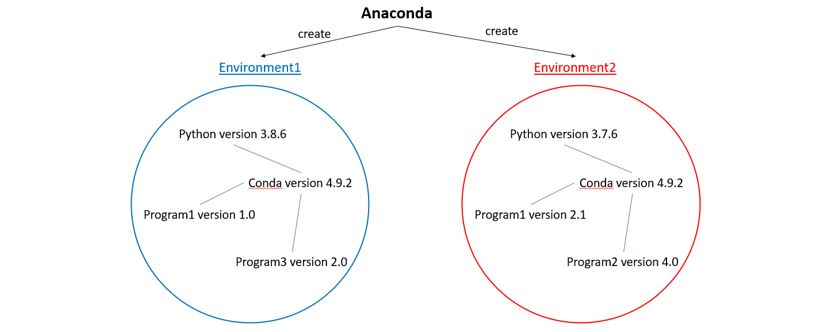 Anaconda
create
create
Environment1
Environment2
Python version 3.8.6
Conda version 4.9.2
Program1 version 1.0
Program3 version 2.0
Python version 3.7.6
Conda version 4.9.2
Program1 version 2.1
Program2 version 4.0